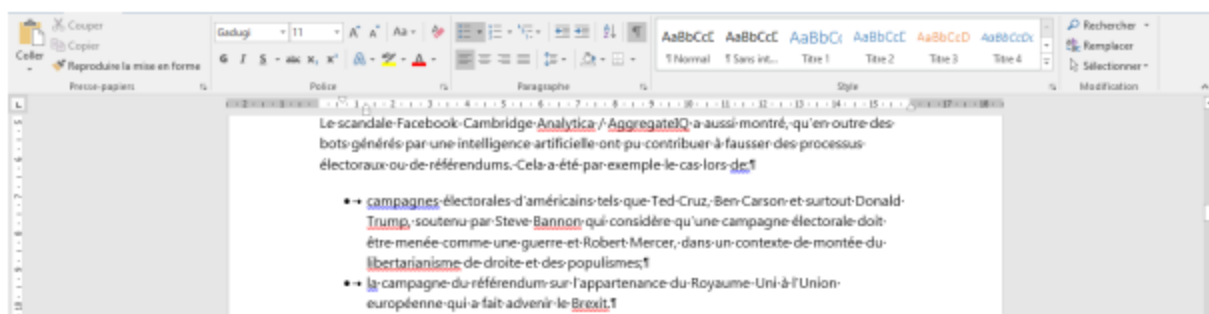 Couper
Copier
Coller
Reproduire la mise en forme
Presse-papiers
Gadugi 11
G I S abc x, x²
Police
Paragraphe
AaBbCcC AaBbCcC AaBbC( AaBbCcC AaBbCcD AaBbCcDc
¶ Normal ¶ Sans int... Titre 1 Titre 2 Titre 3 Titre 4
Style
Rechercher
Remplacer
Sélectionner
Modification
Le·scandale·Facebook-Cambridge·Analytica·/·AggregateIQ·a·aussi·montré,·qu'en·outre·des·
bots·générés·par·une·intelligence·artificielle·ont·pu·contribuer·à·fausser·des·processus·
électoraux·ou·de·référendums.·Cela·a·été·par·exemple·le·cas·lors·de:¶
campagnes·électorales·d'américains·tels·que·Ted·Cruz,·Ben·Carson·et·surtout·Donald·
Trump,·soutenu·par·Steve·Bannon·qui·considère·qu'une·campagne·électorale·doit·
être·menée·comme·une·guerre·et·Robert·Mercer,·dans·un·contexte·de·montée·du·
libertarianisme·de·droite·et·des·populismes;¶
la·campagne·du·référendum·sur·l'appartenance·du·Royaume-Uni·à·l'Union·
européenne·qui·a·fait·advenir·le·Brexit.¶